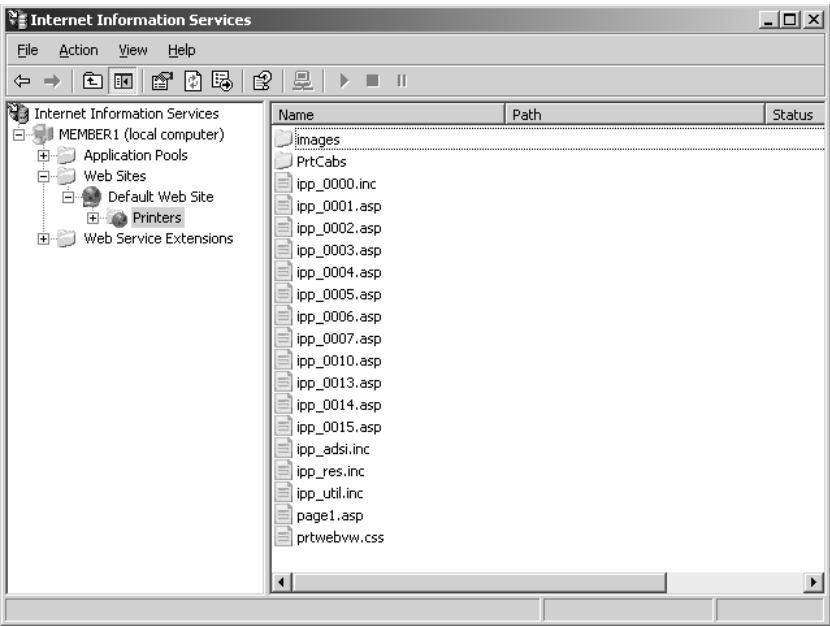 Internet Information Services
File Action View Help
Internet Information Services
MEMBER1 (local computer)
Application Pools
Web Sites
Default Web Site
Printers
Web Service Extensions
Name Path Status
images
PrtCabs
ipp_0000.inc
ipp_0001.asp
ipp_0002.asp
ipp_0003.asp
ipp_0004.asp
ipp_0005.asp
ipp_0006.asp
ipp_0007.asp
ipp_0010.asp
ipp_0013.asp
ipp_0014.asp
ipp_0015.asp
ipp_adsi.inc
ipp_res.inc
ipp_util.inc
page1.asp
prtwebvw.css